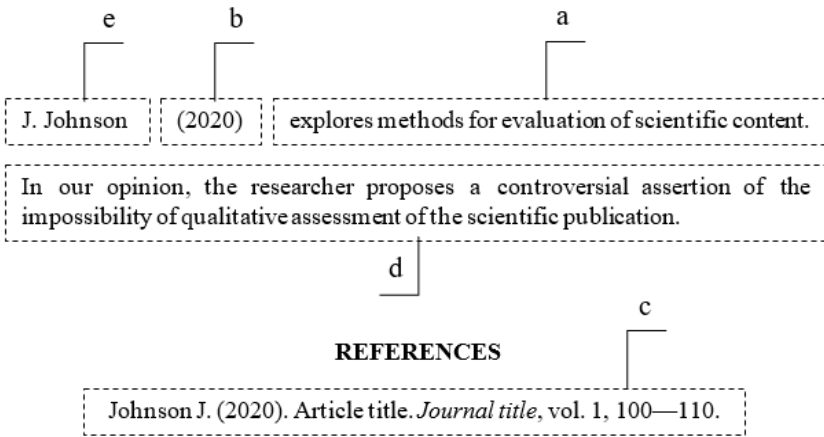 e b a
J. Johnson (2020) explores methods for evaluation of scientific content.
In our opinion, the researcher proposes a controversial assertion of the
impossibility of qualitative assessment of the scientific publication.
d
c
REFERENCES
Johnson J. (2020). Article title. Journal title, vol. 1, 100—110.